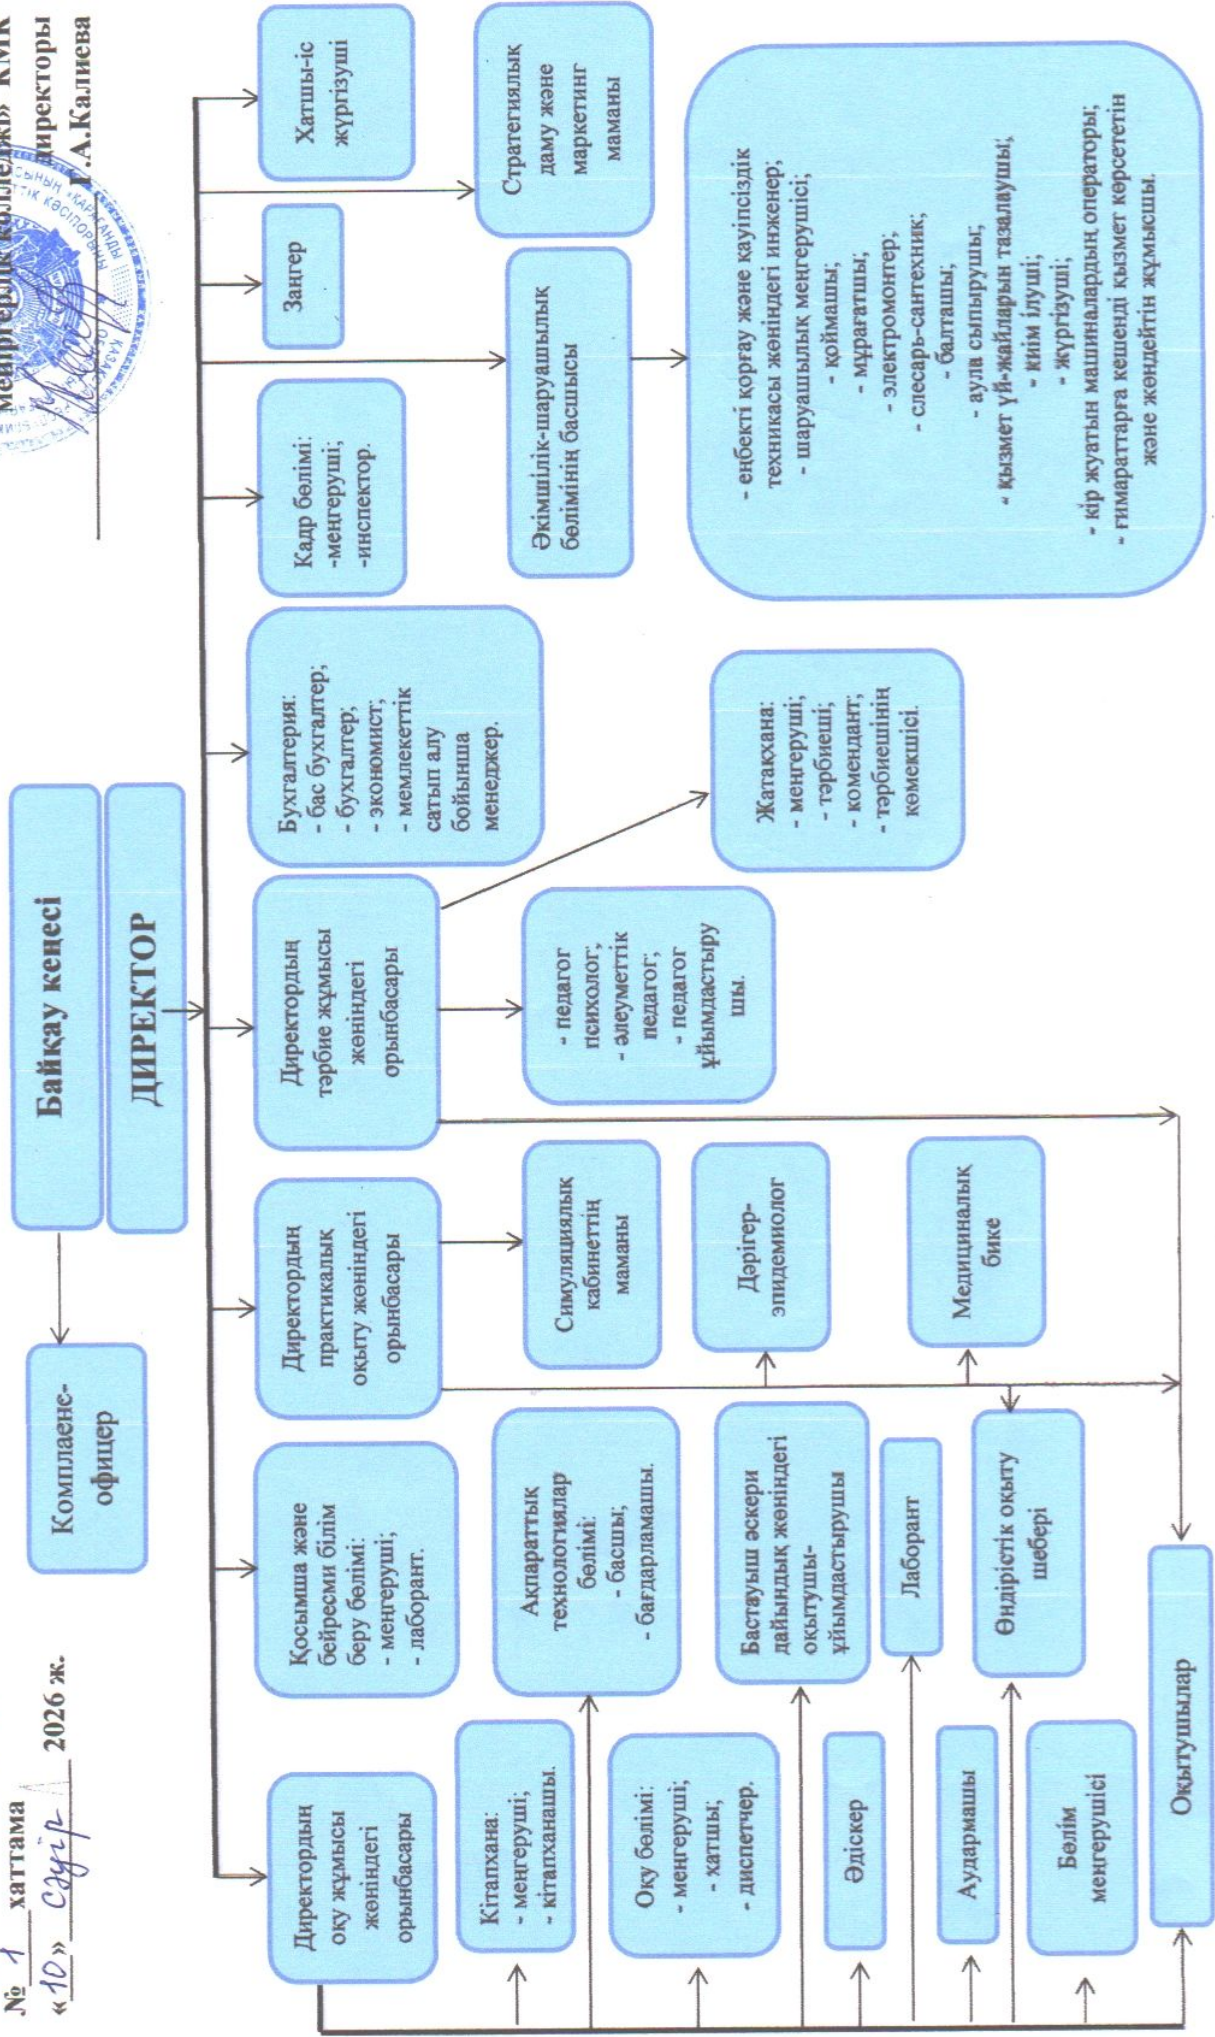 № 1 хаттама
«10» сәуір 2026 ж.
мейіргерлік колледжі» КМК
директоры
Г.А.Калиева
Байқау кеңесі
ДИРЕКТОР
Комплаенс-
офицер
Директордың
оқу жұмысы
жөніндегі
орынбасары
Қосымша және
бейресми білім
беру бөлімі:
- меңгеруші;
- лаборант.
Директордың
практикалық
оқыту жөніндегі
орынбасары
Директордың
тәрбие жұмысы
жөніндегі
орынбасары
Бухгалтерия:
- бас бухгалтер;
- бухгалтер;
- экономист;
- мемлекеттік
сатып алу
бойынша
менеджер.
Кадр бөлімі:
-меңгеруші;
-инспектор.
Заңгер
Хатшы-іс
жүргізуші
Кітапхана:
- меңгеруші;
- кітапханашы.
Ақпараттық
технологиялар
бөлімі:
- басшы;
- бағдарламашы.
Симуляциялық
кабинеттің
маманы
- педагог
психолог;
- әлеуметтік
педагог;
- педагог
ұйымдастыру
шы.
Әкімшілік-шаруашылық
бөлімінің басшысы
Стратегиялық
даму және
маркетинг
маманы
Оқу бөлімі:
- меңгеруші;
- хатшы;
- диспетчер.
Бастауыш әскери
дайындық жөніндегі
оқытушы-
ұйымдастырушы
Дәрігер-
эпидемиолог
Жатақхана:
- меңгеруші;
- тәрбиеші;
- комендант;
- тәрбиешінің
көмекшісі.
- еңбекті қорғау және қауіпсіздік
техникасы жөніндегі инженер;
- шаруашылық меңгерушісі;
- қоймашы;
- мұрағатшы;
- электромонтер;
- слесарь-сантехник;
- балташы;
- аула сыпырушы;
- қызмет үй-жайларын тазалаушы;
- киім ілуші;
- жүргізуші;
- кір жуатын машиналардың операторы;
- ғимараттарға кешенді қызмет көрсететін
және жөндейтін жұмысшы.
Әдіскер
Лаборант
Медициналық
бике
Аудармашы
Өндірістік оқыту
шебері
Бөлім
меңгерушісі
Оқытушылар